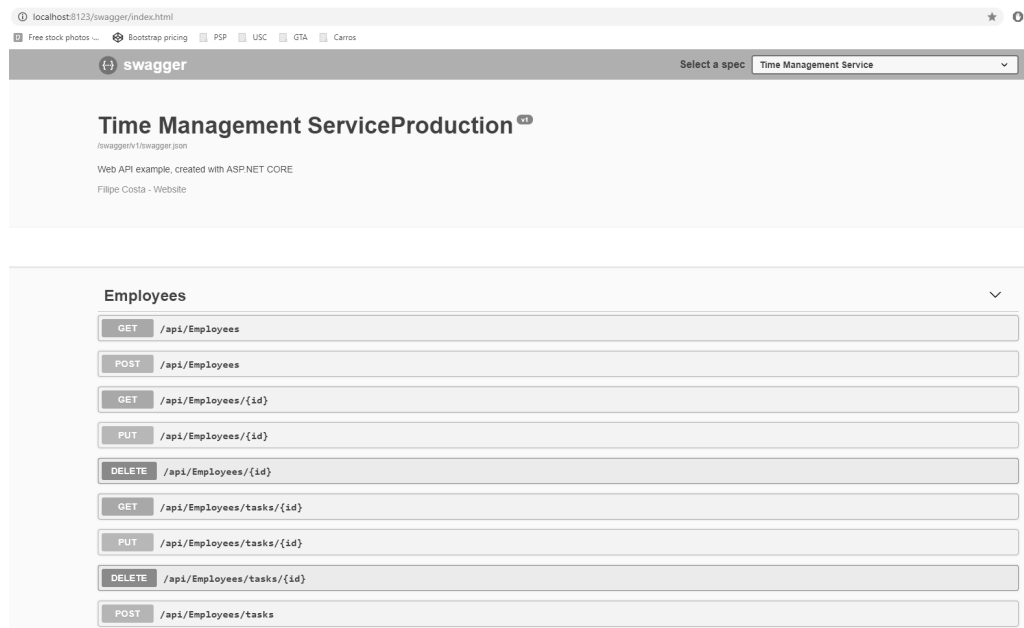 localhost:8123/swagger/index.html
Free stock photos -... Bootstrap pricing PSP USC GTA Carros
swagger Select a spec Time Management Service
Time Management ServiceProduction v1
/swagger/v1/swagger.json
Web API example, created with ASP.NET CORE
Filipe Costa - Website
Employees
GET /api/Employees
POST /api/Employees
GET /api/Employees/{id}
PUT /api/Employees/{id}
DELETE /api/Employees/{id}
GET /api/Employees/tasks/{id}
PUT /api/Employees/tasks/{id}
DELETE /api/Employees/tasks/{id}
POST /api/Employees/tasks